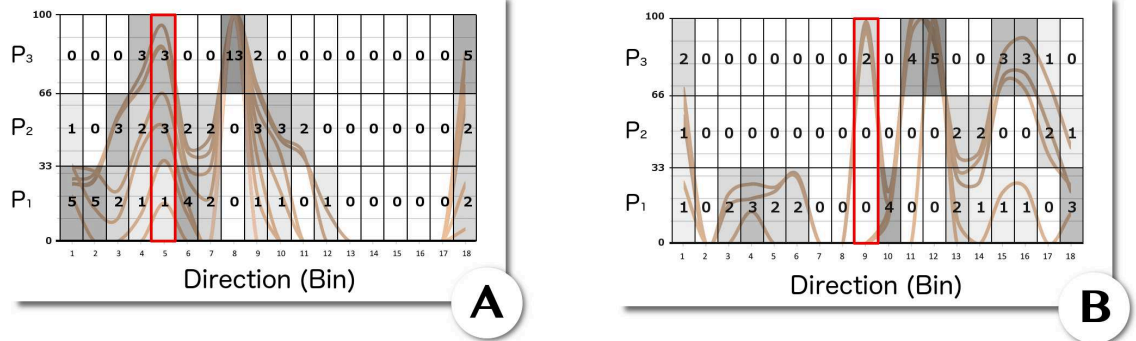 100
P₃ 0 0 0 3 3 0 0 13 2 0 0 0 0 0 0 0 0 5
66
P₂ 1 0 3 2 3 2 2 0 3 3 2 0 0 0 0 0 0 2
33
P₁ 5 5 2 1 1 4 2 0 1 1 0 1 0 0 0 0 0 2
0
1 2 3 4 5 6 7 8 9 10 11 12 13 14 15 16 17 18
Direction (Bin)
A
100
P₃ 2 0 0 0 0 0 0 0 2 0 4 5 0 0 3 3 1 0
66
P₂ 1 0 0 0 0 0 0 0 0 0 0 0 2 2 0 0 2 1
33
P₁ 1 0 2 3 2 2 0 0 0 4 0 0 2 1 1 1 0 3
0
1 2 3 4 5 6 7 8 9 10 11 12 13 14 15 16 17 18
Direction (Bin)
B